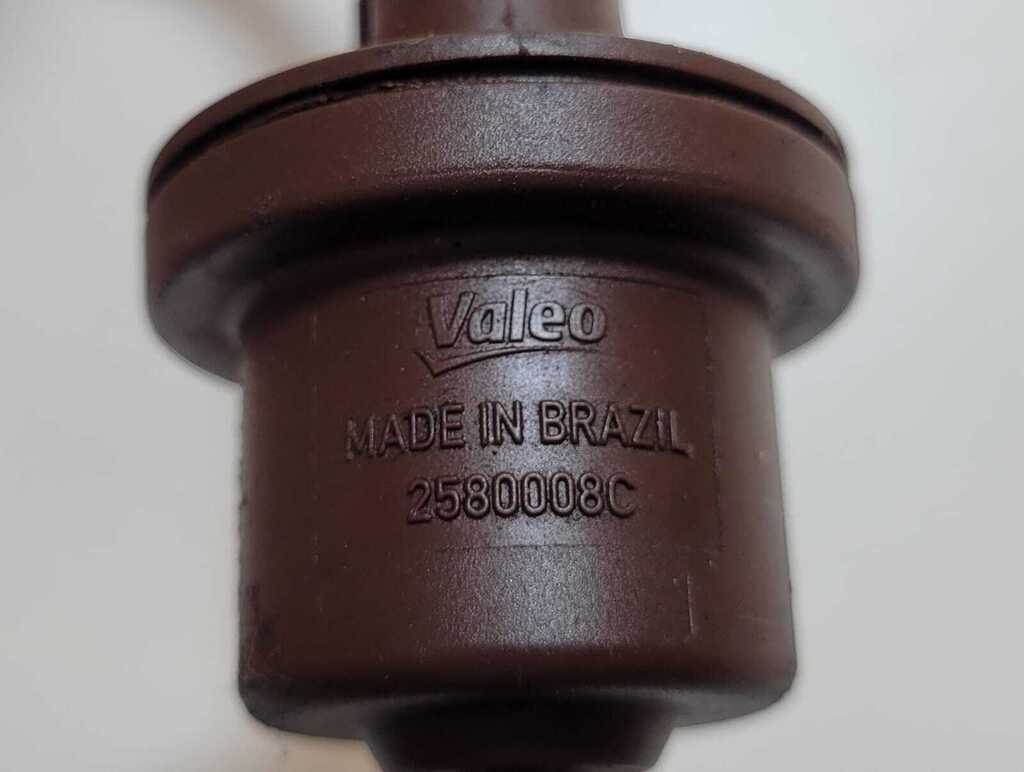 Valeo
MADE IN BRAZIL
2580008C